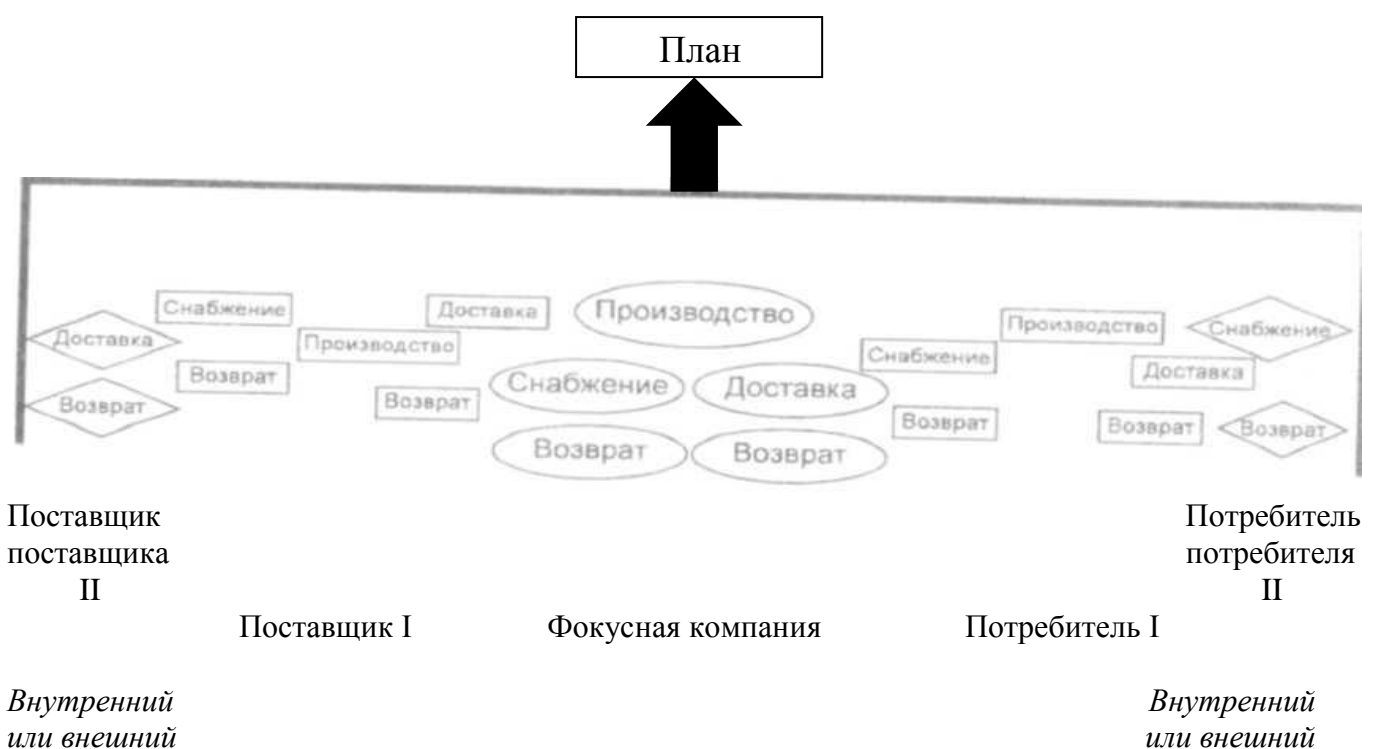 План
Снабжение
Доставка
Производство
Производство
Снабжение
Доставка
Производство
Снабжение
Доставка
Возврат
Снабжение
Доставка
Возврат
Возврат
Возврат
Возврат
Возврат
Возврат
Возврат
Возврат
Поставщик
поставщика
II
Потребитель
потребителя
II
Поставщик I
Фокусная компания
Потребитель I
Внутренний
или внешний
Внутренний
или внешний